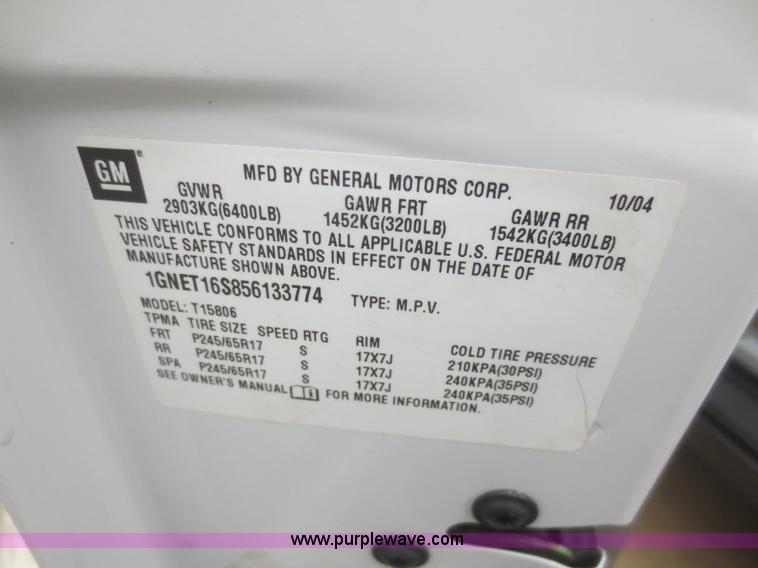 GM
MFD BY GENERAL MOTORS CORP. 10/04
GVWR GAWR FRT GAWR RR
2903KG(6400LB) 1452KG(3200LB) 1542KG(3400LB)
THIS VEHICLE CONFORMS TO ALL APPLICABLE U.S. FEDERAL MOTOR
VEHICLE SAFETY STANDARDS IN EFFECT ON THE DATE OF
MANUFACTURE SHOWN ABOVE.
1GNET16S856133774 TYPE: M.P.V.
MODEL: T15806
TPMA TIRE SIZE SPEED RTG RIM COLD TIRE PRESSURE
FRT P245/65R17 S 17X7J 210KPA(30PSI)
RR P245/65R17 S 17X7J 240KPA(35PSI)
SPA P245/65R17 S 17X7J 240KPA(35PSI)
SEE OWNER'S MANUAL FOR MORE INFORMATION.
www.purplewave.com